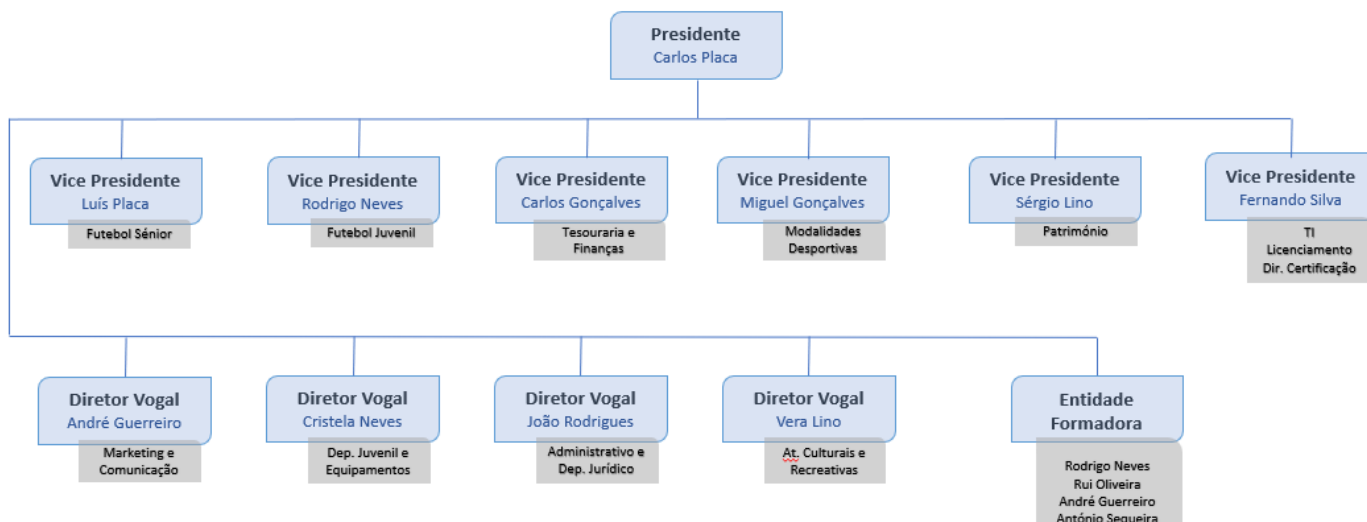 Presidente
Carlos Placa
Vice Presidente
Luís Placa
Futebol Sénior
Vice Presidente
Rodrigo Neves
Futebol Juvenil
Vice Presidente
Carlos Gonçalves
Tesouraria e
Finanças
Vice Presidente
Miguel Gonçalves
Modalidades
Desportivas
Vice Presidente
Sérgio Lino
Património
Vice Presidente
Fernando Silva
TI
Licenciamento
Dir. Certificação
Diretor Vogal
André Guerreiro
Marketing e
Comunicação
Diretor Vogal
Cristela Neves
Dep. Juvenil e
Equipamentos
Diretor Vogal
João Rodrigues
Administrativo e
Dep. Jurídico
Diretor Vogal
Vera Lino
At. Culturais e
Recreativas
Entidade
Formadora
Rodrigo Neves
Rui Oliveira
André Guerreiro
António Sequeira